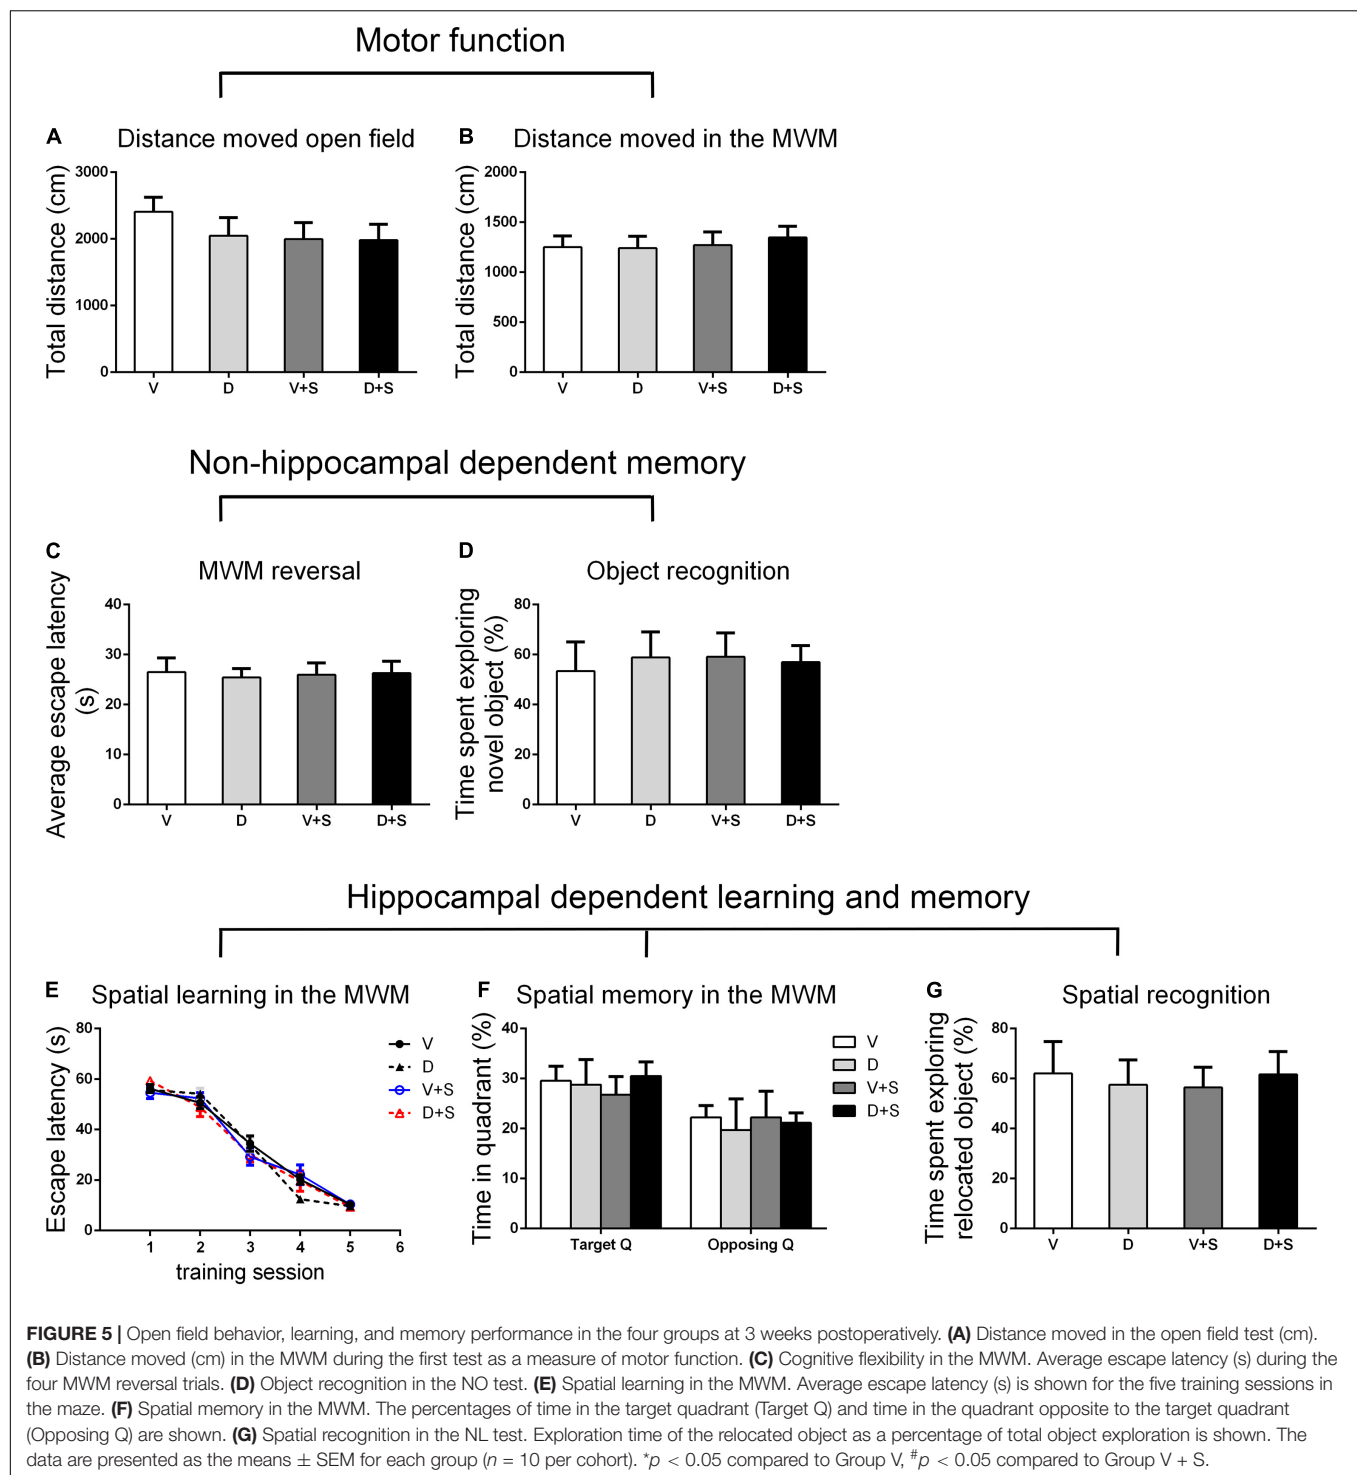 Motor function
A Distance moved open field
Total distance (cm)
3000
2000
1000
0
V D V+S D+S
B Distance moved in the MWM
Total distance (cm)
2000
1500
1000
500
0
V D V+S D+S
Non-hippocampal dependent memory
C MWM reversal
Average escape latency
(s)
40
30
20
10
0
V D V+S D+S
D Object recognition
Time spent exploring
novel object (%)
80
60
40
20
0
V D V+S D+S
Hippocampal dependent learning and memory
E Spatial learning in the MWM
Escape latency (s)
80
60
40
20
0
1 2 3 4 5 6
training session
V
D
V+S
D+S
F Spatial memory in the MWM
Time in quadrant (%)
40
30
20
10
0
Target Q Opposing Q
V
D
V+S
D+S
G Spatial recognition
Time spent exploring
relocated object (%)
80
60
40
20
0
V D V+S D+S
FIGURE 5 | Open field behavior, learning, and memory performance in the four groups at 3 weeks postoperatively. (A) Distance moved in the open field test (cm).
(B) Distance moved (cm) in the MWM during the first test as a measure of motor function. (C) Cognitive flexibility in the MWM. Average escape latency (s) during the
four MWM reversal trials. (D) Object recognition in the NO test. (E) Spatial learning in the MWM. Average escape latency (s) is shown for the five training sessions in
the maze. (F) Spatial memory in the MWM. The percentages of time in the target quadrant (Target Q) and time in the quadrant opposite to the target quadrant
(Opposing Q) are shown. (G) Spatial recognition in the NL test. Exploration time of the relocated object as a percentage of total object exploration is shown. The
data are presented as the means ± SEM for each group (n = 10 per cohort). *p < 0.05 compared to Group V, #p < 0.05 compared to Group V + S.